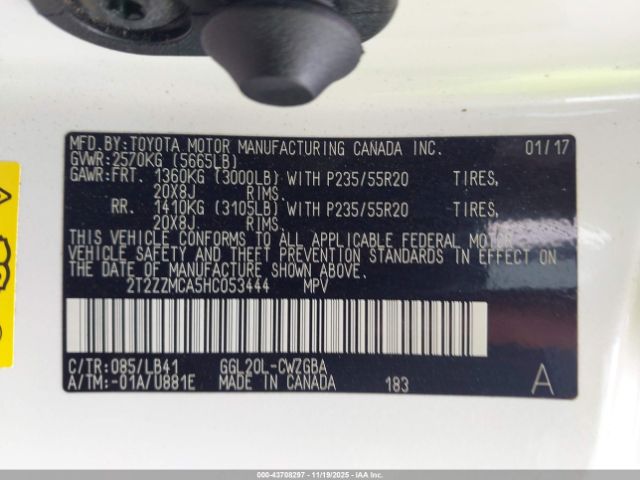 MFD.BY:TOYOTA MOTOR MANUFACTURING CANADA INC. 01/17
GVWR:2570KG (5665LB)
GAWR:FRT. 1360KG (3000LB) WITH P235/55R20 TIRES,
20X8J RIMS.
RR. 1410KG (3105LB) WITH P235/55R20 TIRES,
20X8J. RIMS.
THIS VEHICLE CONFORMS TO ALL APPLICABLE FEDERAL MOTOR
VEHICLE SAFETY AND THEFT PREVENTION STANDARDS IN EFFECT ON
THE DATE OF MANUFACTURE SHOWN ABOVE.
2T2ZZMCA5HC053444 MPV
C/TR:085/LB41 GGL20L-CWZGBA
A/TM:-01A/U881E MADE IN CANADA 183 A
000-43708297 - 11/19/2025 - IAAI.COM